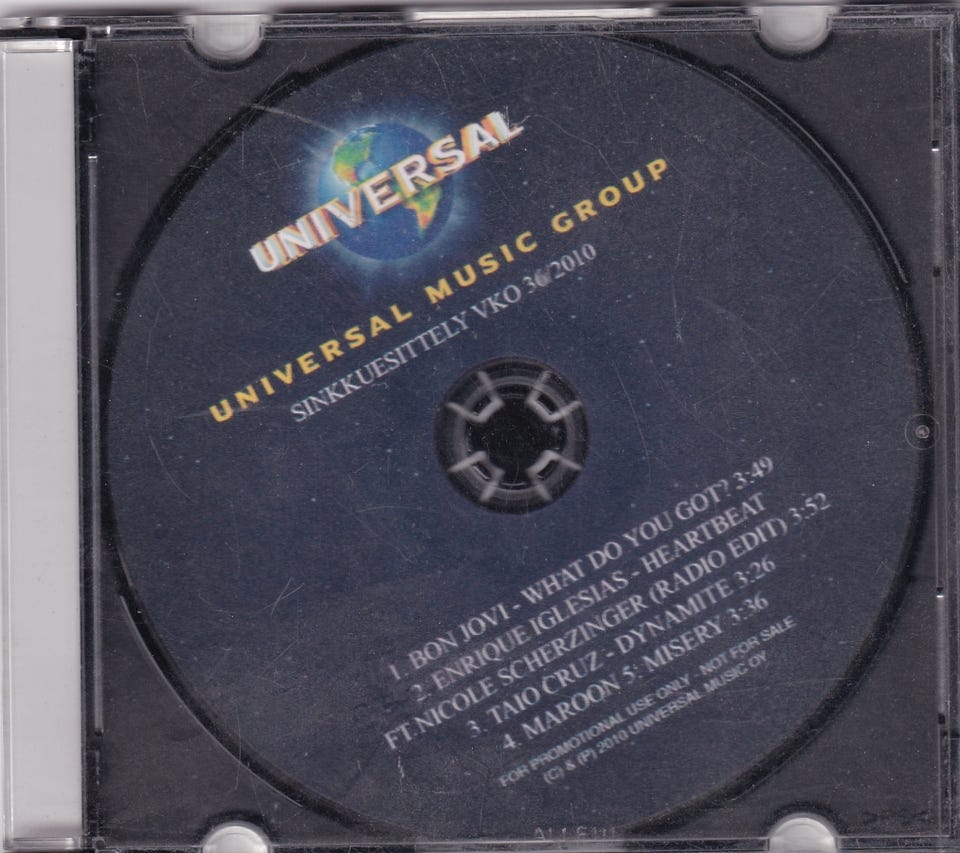 UNIVERSAL
UNIVERSAL MUSIC GROUP
SINKKUESITTELY VKO 36/2010
1. BON JOVI - WHAT DO YOU GOT? 3:49
2. ENRIQUE IGLESIAS - HEARTBEAT
FT NICOLE SCHERZINGER (RADIO EDIT) 3:52
3. TAIO CRUZ - DYNAMITE 3:26
4. MAROON 5: MISERY 3:36
FOR PROMOTIONAL USE ONLY - NOT FOR SALE
(C) & (P) 2010 UNIVERSAL MUSIC OY